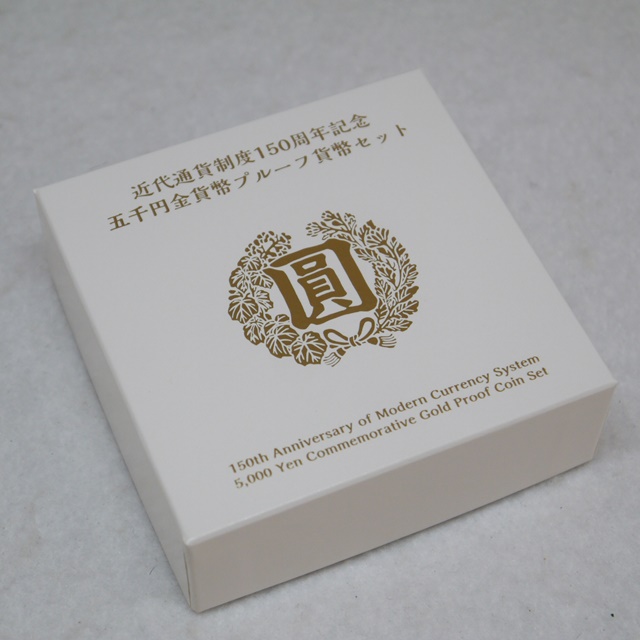 近代通貨制度150周年記念
五千円金貨幣プルーフ貨幣セット
圓
150th Anniversary of Modern Currency System
5,000 Yen Commemorative Gold Proof Coin Set